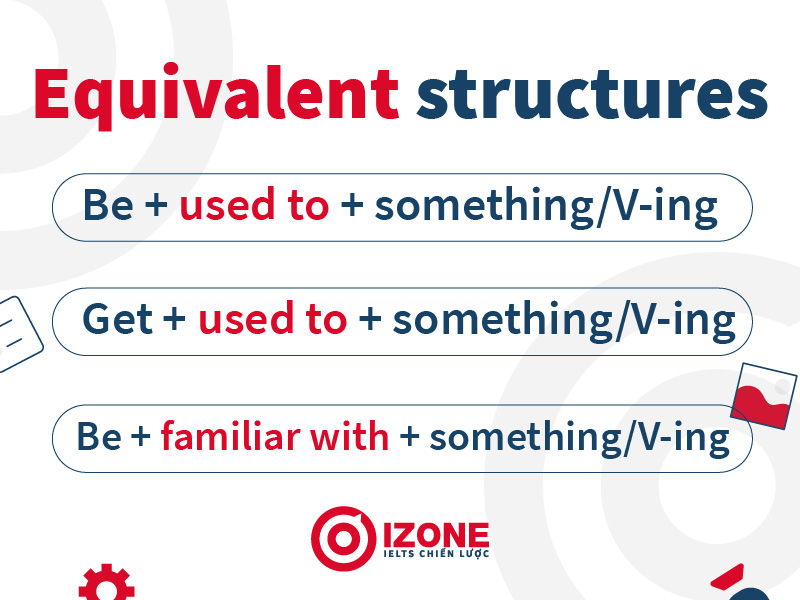 Equivalent structures
Be + used to + something/V-ing
Get + used to + something/V-ing
Be + familiar with + something/V-ing
IZONE
IELTS CHIẾN LƯỢC